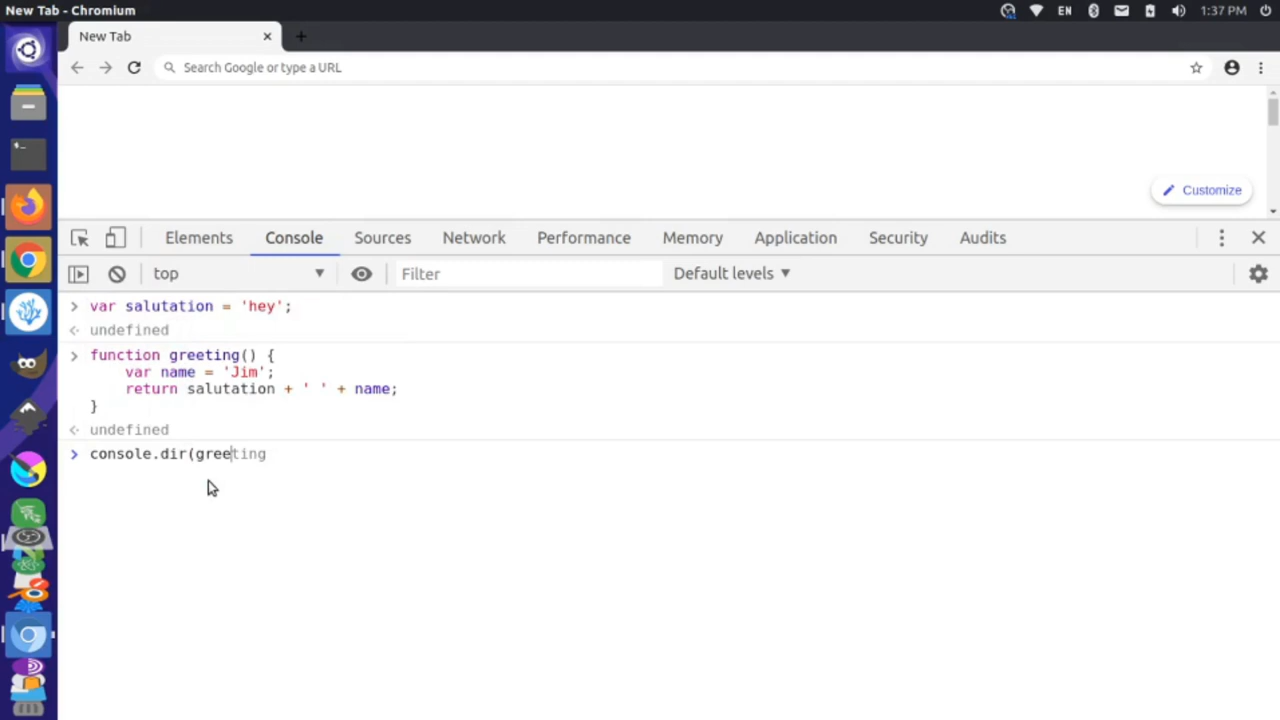 New Tab - Chromium
EN
1:37 PM
New Tab
Search Google or type a URL
Customize
Elements Console Sources Network Performance Memory Application Security Audits
top Filter Default levels
var salutation = 'hey';
undefined
function greeting() {
var name = 'Jim';
return salutation + ' ' + name;
}
undefined
console.dir(greeting